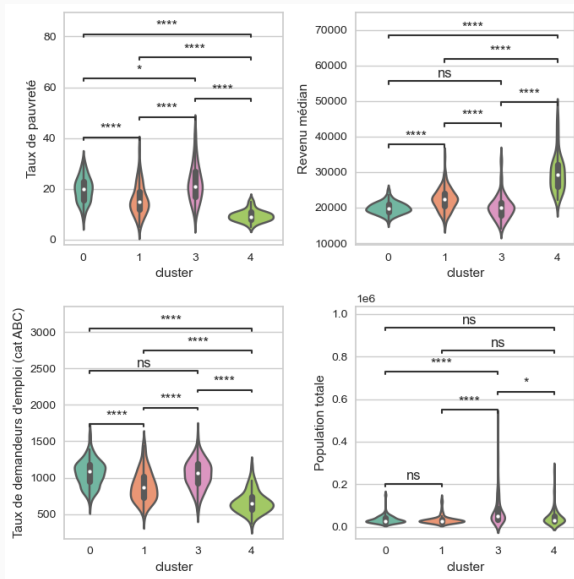 Taux de pauvreté
80
60
40
20
0
****
****
*
****
****
****
0 1 3 4
cluster
Revenu médian
70000
60000
50000
40000
30000
20000
10000
****
****
ns
****
****
****
0 1 3 4
cluster
Taux de demandeurs d'emploi (cat ABC)
3000
2500
2000
1500
1000
500
****
****
ns
****
****
****
0 1 3 4
cluster
1e6
Population totale
1.0
0.8
0.6
0.4
0.2
0.0
ns
ns
****
*
****
ns
0 1 3 4
cluster